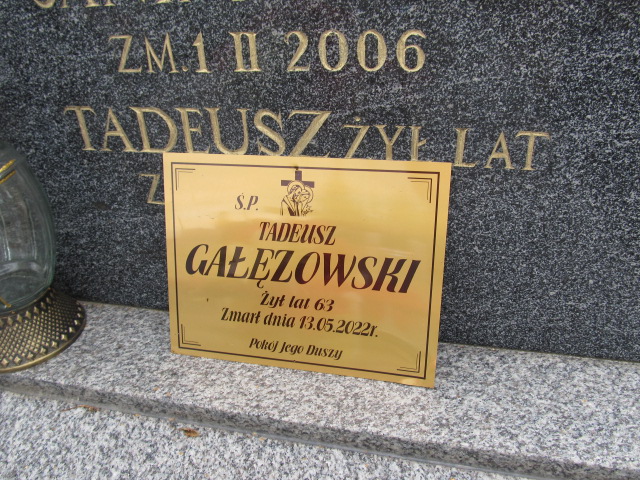 ZM. 1 II 2006
TADEUSZ ŻYŁ LAT
Ś.P.
TADEUSZ
GAŁĘZOWSKI
Żył lat 63
Zmarł dnia 13.05.2022r.
Pokój Jego Duszy